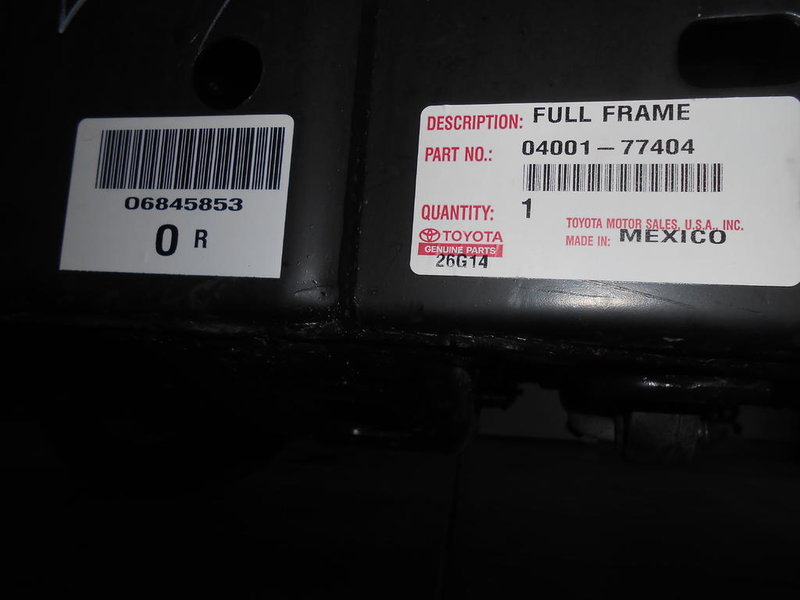 06845853
0 R
DESCRIPTION: FULL FRAME
PART NO.: 04001-77404
QUANTITY: 1
TOYOTA MOTOR SALES, U.S.A., INC.
MADE IN: MEXICO
TOYOTA
GENUINE PARTS
26G14